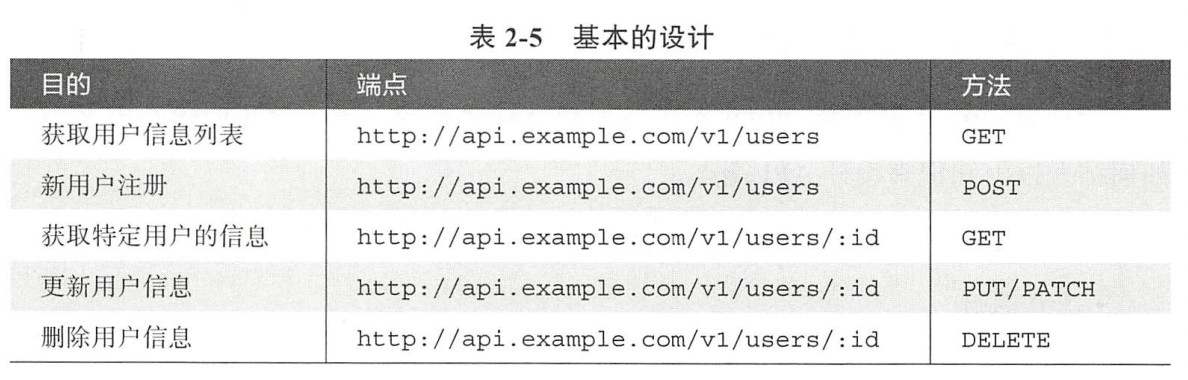 表 2-5 基本的设计
目的 端点 方法
获取用户信息列表 http://api.example.com/v1/users GET
新用户注册 http://api.example.com/v1/users POST
获取特定用户的信息 http://api.example.com/v1/users/:id GET
更新用户信息 http://api.example.com/v1/users/:id PUT/PATCH
删除用户信息 http://api.example.com/v1/users/:id DELETE